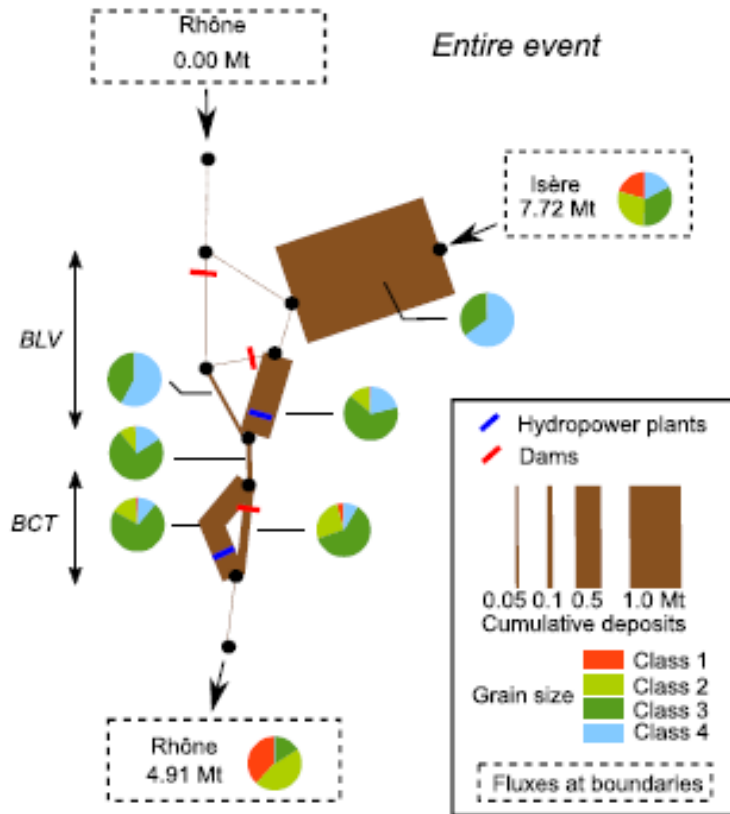 Rhône
0.00 Mt
Entire event
Isère
7.72 Mt
BLV
BCT
Hydropower plants
Dams
0.05 0.1 0.5 1.0 Mt
Cumulative deposits
Grain size
Class 1
Class 2
Class 3
Class 4
Fluxes at boundaries
Rhône
4.91 Mt